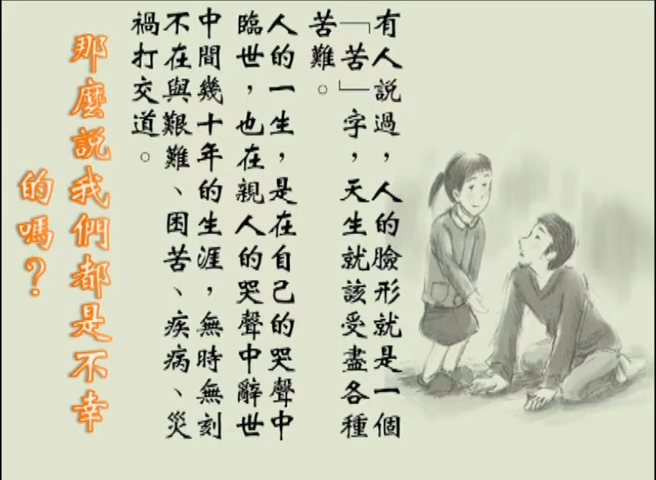 有人說過，人的臉形就是一個
「苦」字，天生就該受盡各種
苦難。
人的一生，是在自己的哭聲中
臨世，也在親人的哭聲中辭世
中間幾十年的生涯，無時無刻
不在與艱難、困苦、疾病、災
禍打交道。
那麼說我們都是不幸
的嗎？